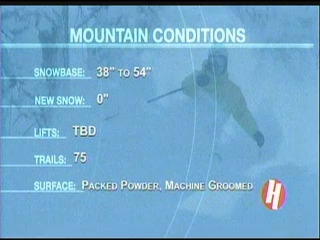 MOUNTAIN CONDITIONS
SNOWBASE: 38" TO 54"
NEW SNOW: 0"
LIFTS: TBD
TRAILS: 75
SURFACE: PACKED POWDER, MACHINE GROOMED
H